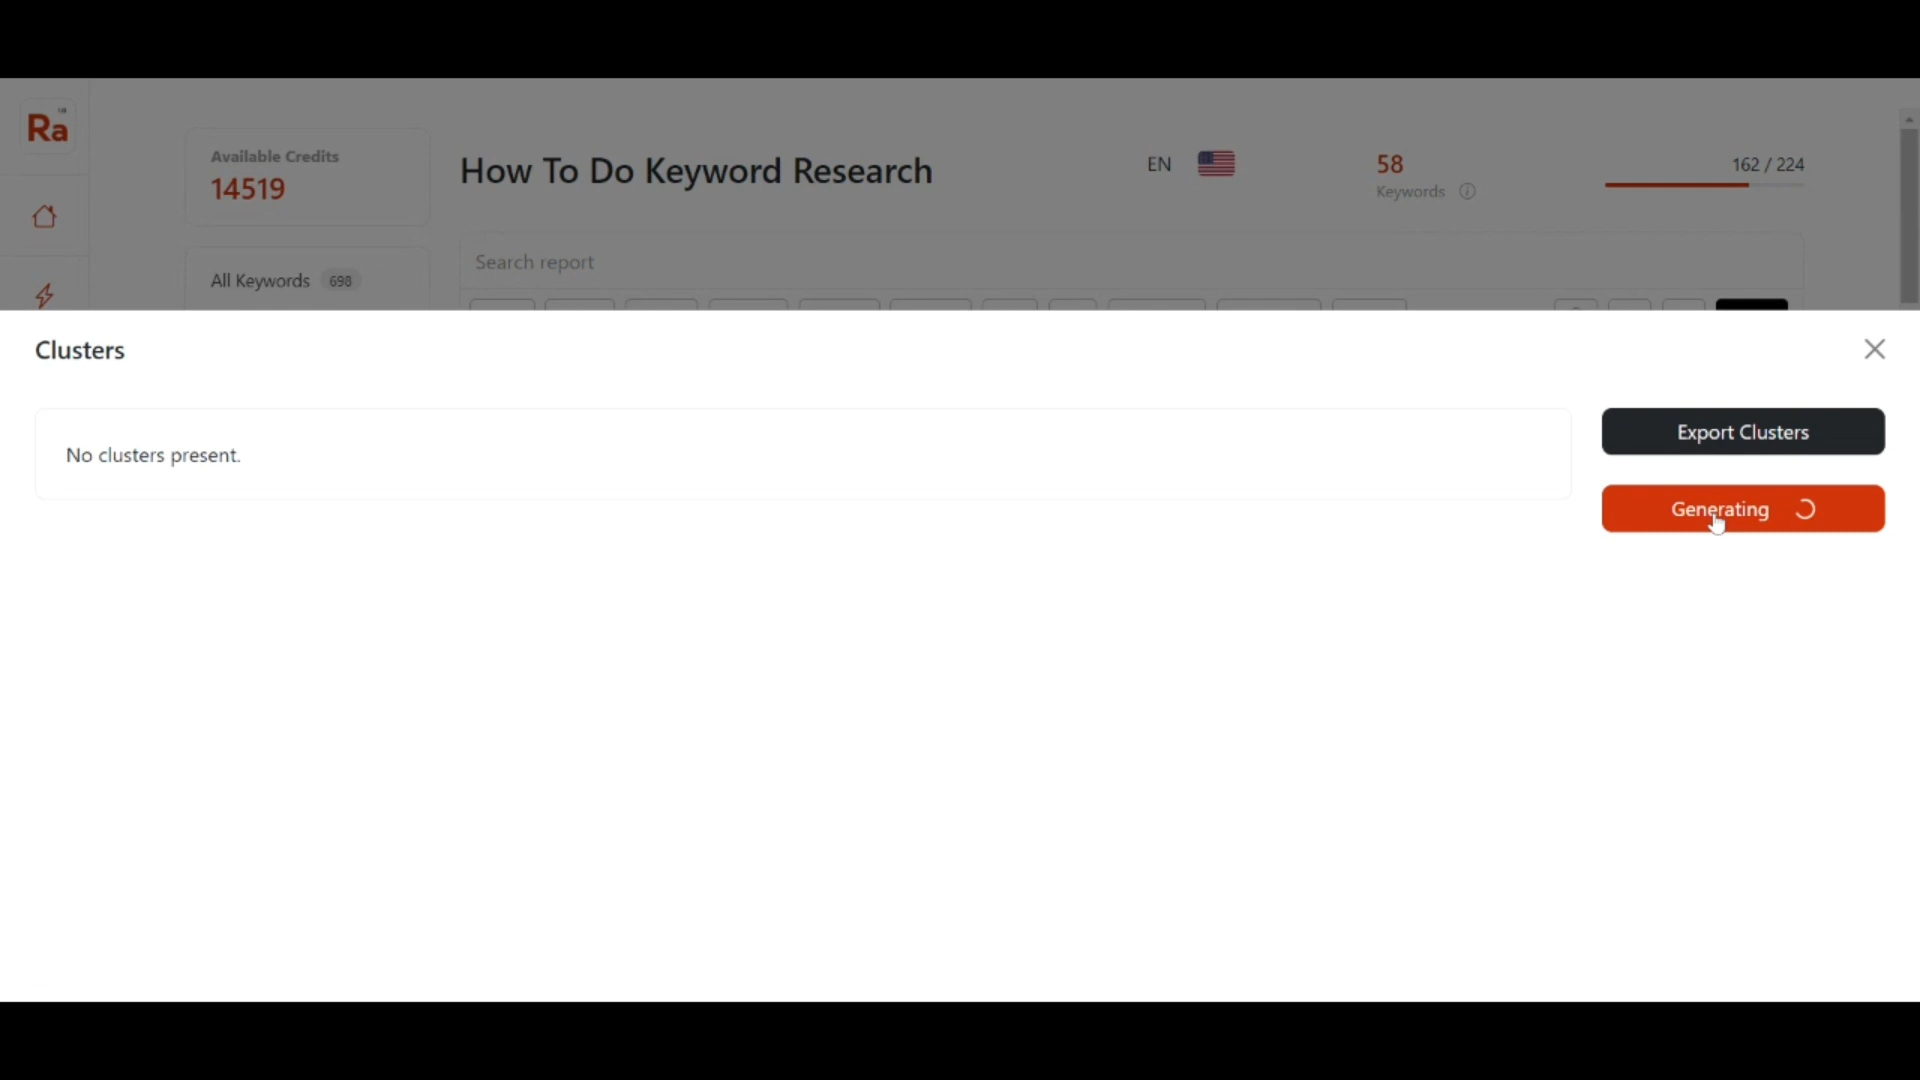 Ra
Available Credits
14519
How To Do Keyword Research
EN
58
Keywords
162 / 224
All Keywords 698
Search report
Clusters
No clusters present.
Export Clusters
Generating